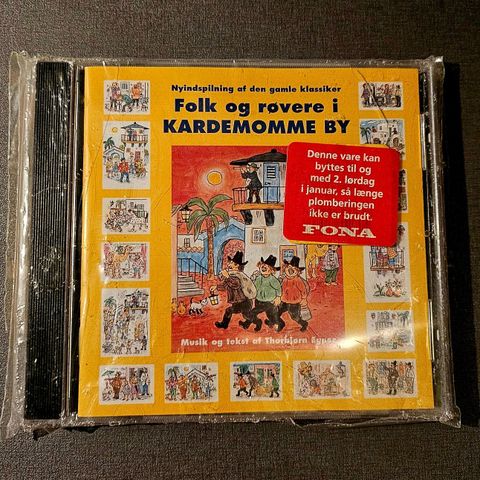 Nyindspilning af den gamle klassiker
Folk og røvere i
KARDEMOMME BY
Denne vare kan
byttes til og
med 2. lørdag
i januar, så længe
plomberingen
ikke er brudt.
FONA
Musik og tekst af Thorbjørn Egner